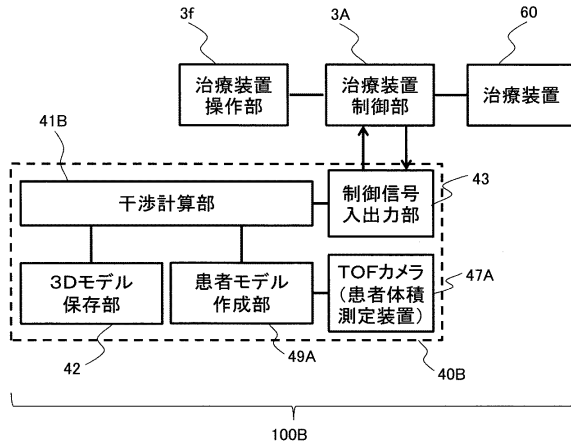 3f
3A
60
治療装置
操作部
治療装置
制御部
治療装置
41B
干渉計算部
制御信号
入出力部
43
3Dモデル
保存部
患者モデル
作成部
TOFカメラ
(患者体積
測定装置)
47A
42
49A
40B
100B